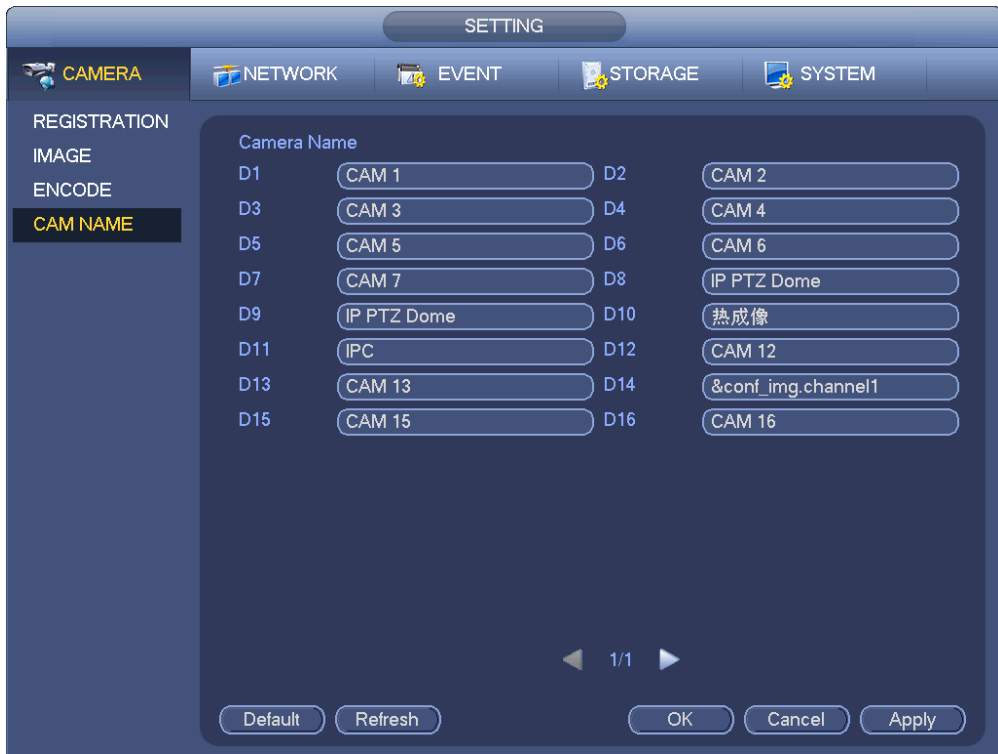 SETTING
CAMERA NETWORK EVENT STORAGE SYSTEM
REGISTRATION
IMAGE
ENCODE
CAM NAME
Camera Name
D1 CAM 1 D2 CAM 2
D3 CAM 3 D4 CAM 4
D5 CAM 5 D6 CAM 6
D7 CAM 7 D8 IP PTZ Dome
D9 IP PTZ Dome D10 热成像
D11 IPC D12 CAM 12
D13 CAM 13 D14 &conf_img.channel1
D15 CAM 15 D16 CAM 16
1/1
Default Refresh OK Cancel Apply